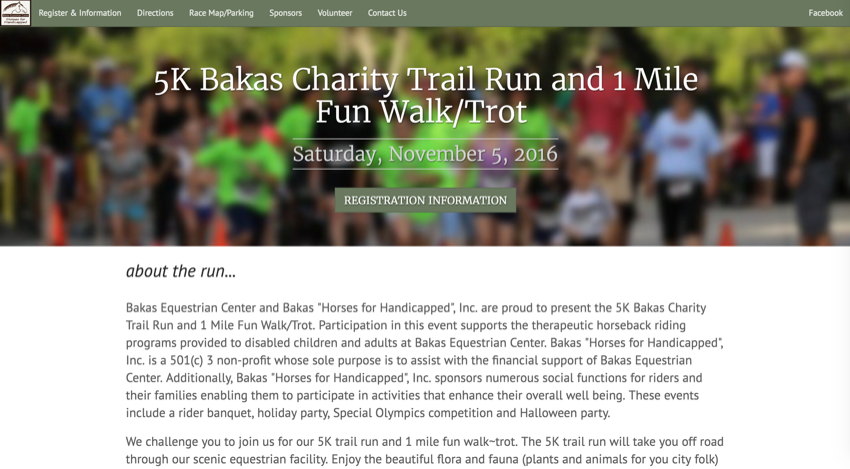 Register & Information Directions Race Map/Parking Sponsors Volunteer Contact Us Facebook
5K Bakas Charity Trail Run and 1 Mile
Fun Walk/Trot
Saturday, November 5, 2016
REGISTRATION INFORMATION
about the run...
Bakas Equestrian Center and Bakas "Horses for Handicapped", Inc. are proud to present the 5K Bakas Charity
Trail Run and 1 Mile Fun Walk/Trot. Participation in this event supports the therapeutic horseback riding
programs provided to disabled children and adults at Bakas Equestrian Center. Bakas "Horses for Handicapped",
Inc. is a 501(c) 3 non-profit whose sole purpose is to assist with the financial support of Bakas Equestrian
Center. Additionally, Bakas "Horses for Handicapped", Inc. sponsors numerous social functions for riders and
their families enabling them to participate in activities that enhance their overall well being. These events
include a rider banquet, holiday party, Special Olympics competition and Halloween party.
We challenge you to join us for our 5K trail run and 1 mile fun walk~trot. The 5K trail run will take you off road
through our scenic equestrian facility. Enjoy the beautiful flora and fauna (plants and animals for you city folk)